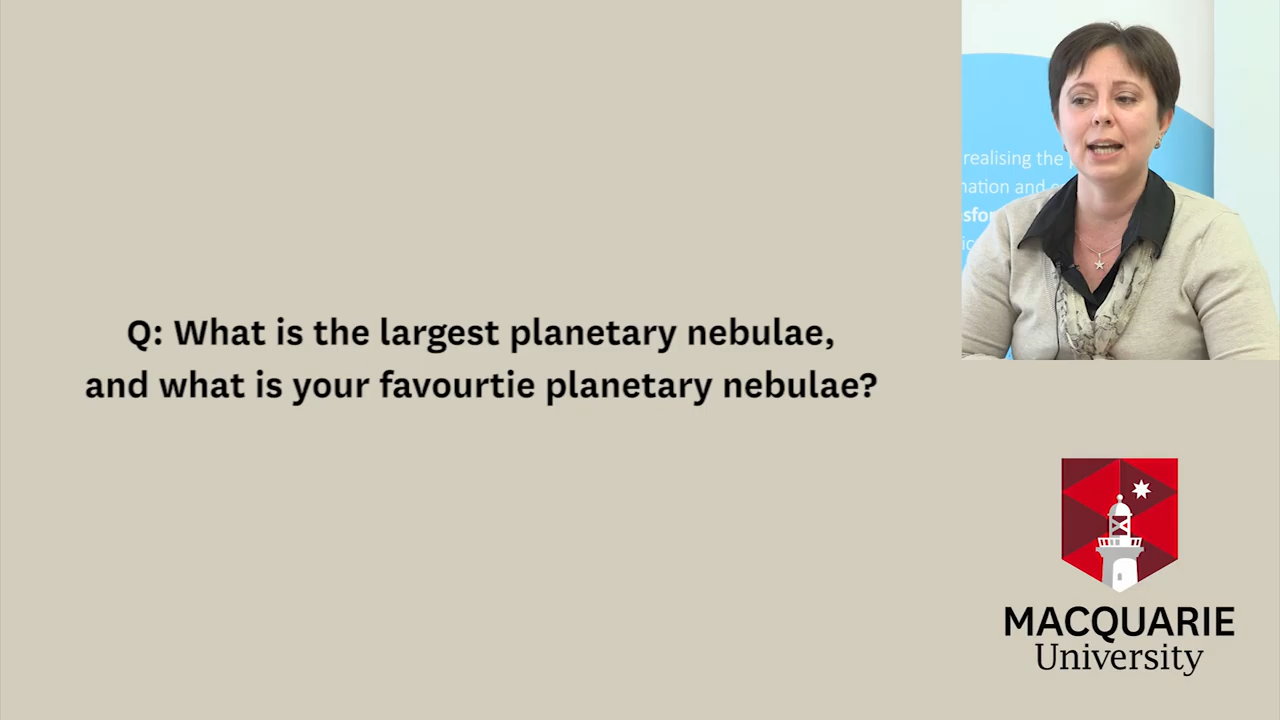 Q: What is the largest planetary nebulae,
and what is your favourtie planetary nebulae?
realising the
nation and
sfor
MACQUARIE
University